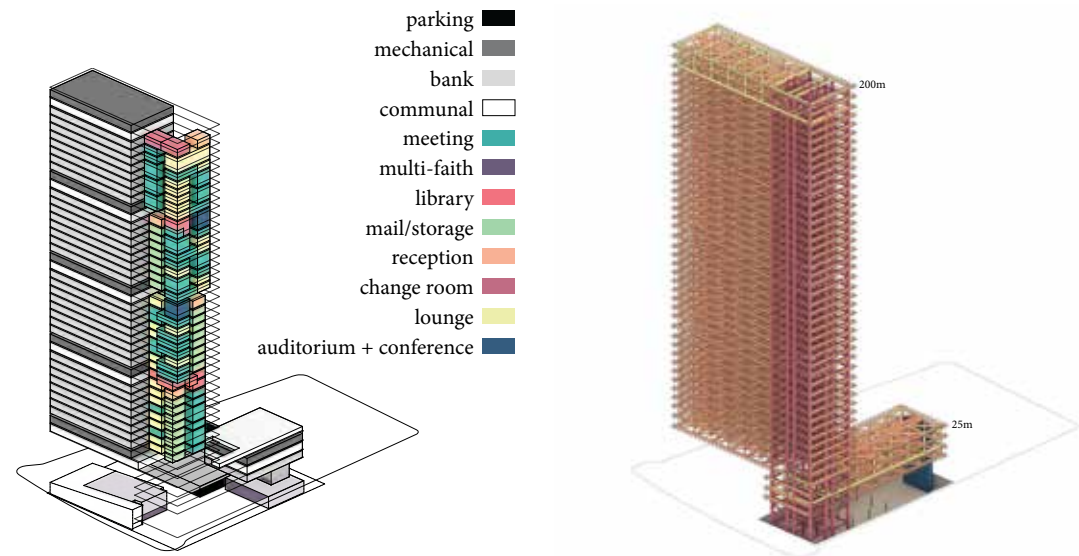 parking
mechanical
bank
communal
meeting
multi-faith
library
mail/storage
reception
change room
lounge
auditorium + conference
200m
25m